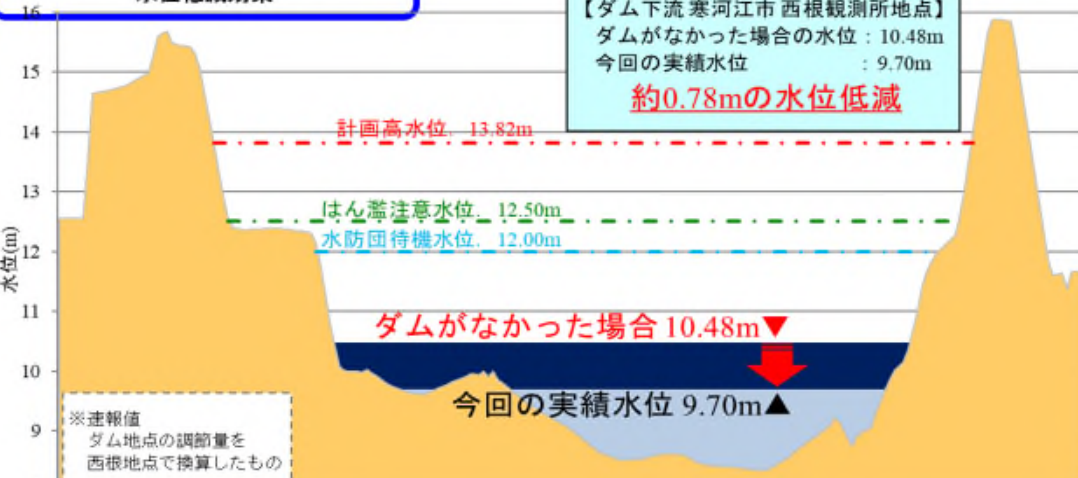 16
【ダム下流 寒河江市 西根観測所地点】
ダムがなかった場合の水位：10.48m
今回の実績水位　　　　　：9.70m
約0.78mの水位低減
15
14
計画高水位. 13.82m
13
はん濫注意水位. 12.50m
水防団待機水位. 12.00m
12
水位(m)
11
ダムがなかった場合 10.48m▼
10
今回の実績水位 9.70m▲
9
※速報値
ダム地点の調節量を
西根地点で換算したもの